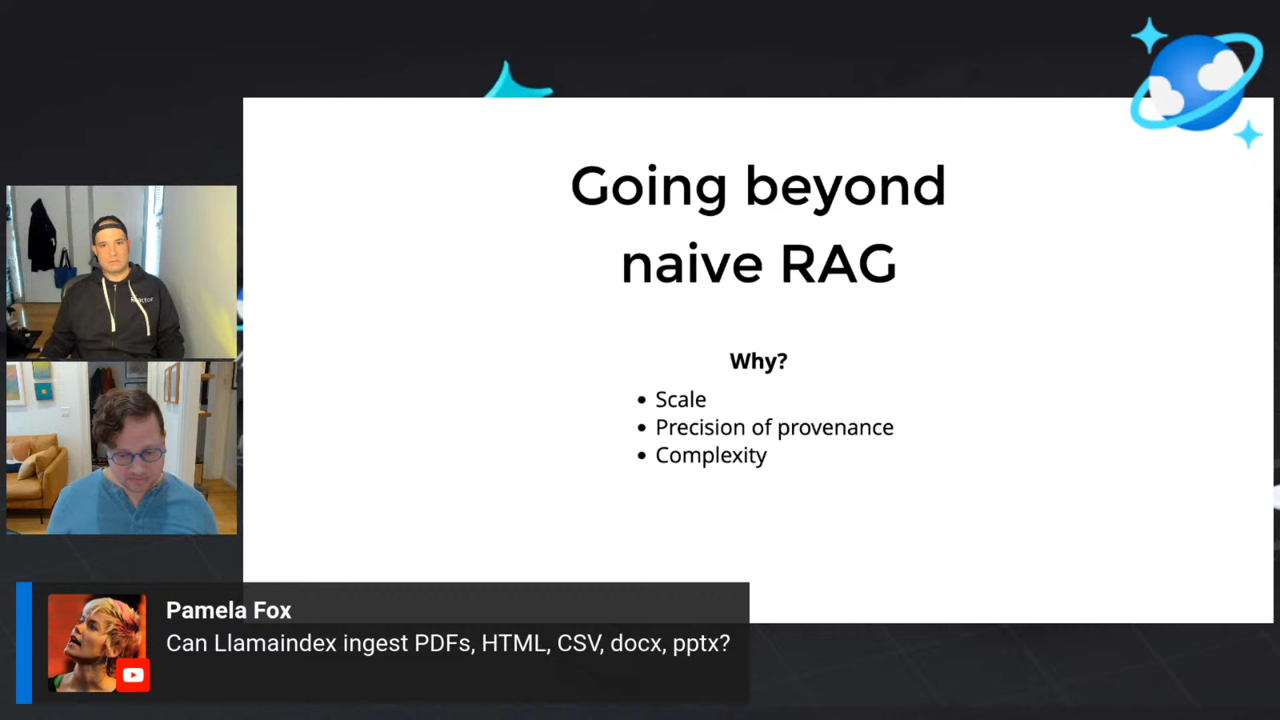 Going beyond
naive RAG
Why?
• Scale
• Precision of provenance
• Complexity
Reactor
Pamela Fox
Can Llamaindex ingest PDFs, HTML, CSV, docx, pptx?